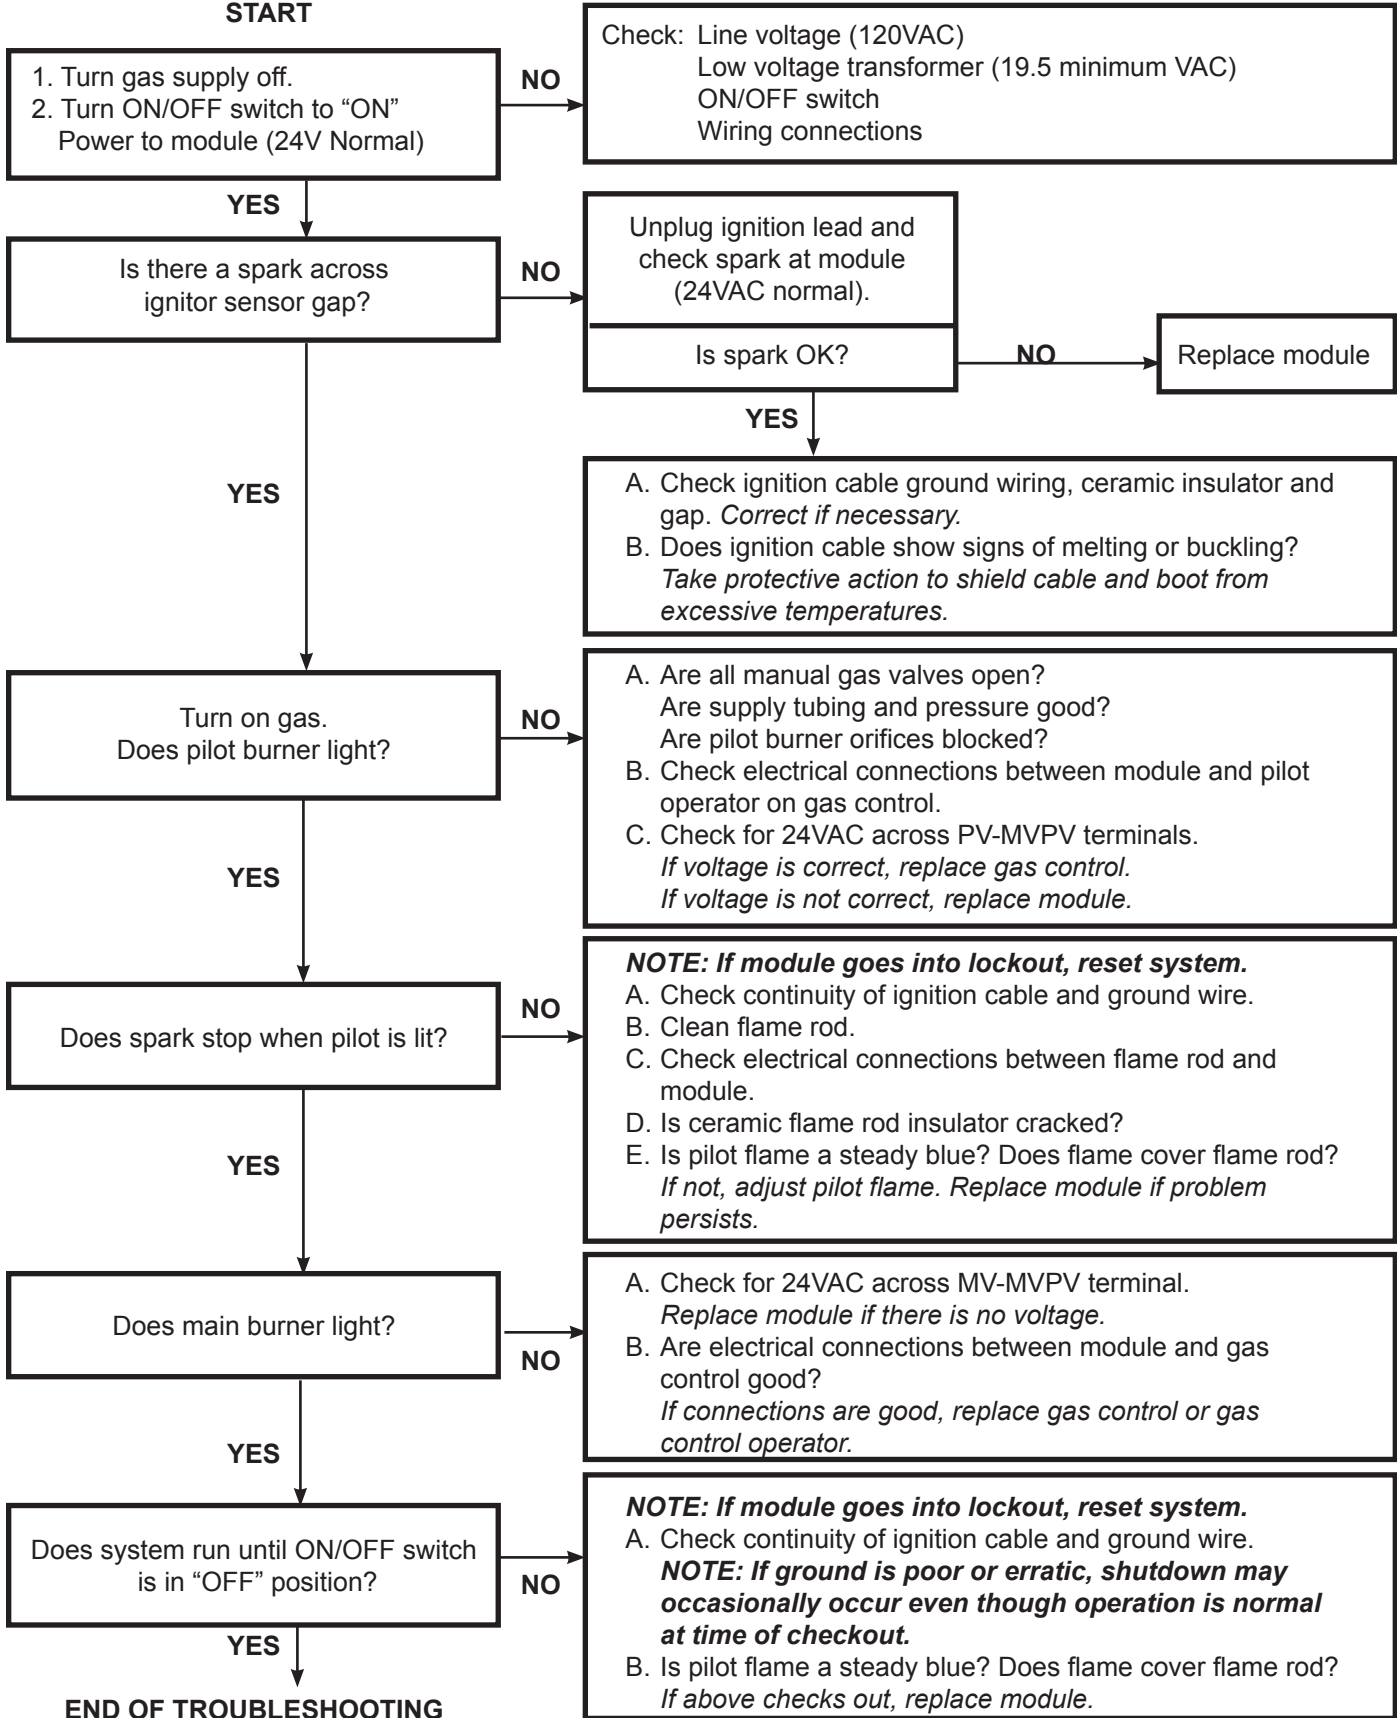 START
1. Turn gas supply off.
2. Turn ON/OFF switch to “ON”
Power to module (24V Normal)
NO
Check: Line voltage (120VAC)
Low voltage transformer (19.5 minimum VAC)
ON/OFF switch
Wiring connections
YES
Is there a spark across
ignitor sensor gap?
NO
Unplug ignition lead and
check spark at module
(24VAC normal).
Is spark OK?
NO
Replace module
YES
A. Check ignition cable ground wiring, ceramic insulator and
gap. Correct if necessary.
B. Does ignition cable show signs of melting or buckling?
Take protective action to shield cable and boot from
excessive temperatures.
YES
Turn on gas.
Does pilot burner light?
NO
A. Are all manual gas valves open?
Are supply tubing and pressure good?
Are pilot burner orifices blocked?
B. Check electrical connections between module and pilot
operator on gas control.
C. Check for 24VAC across PV-MVPV terminals.
If voltage is correct, replace gas control.
If voltage is not correct, replace module.
YES
Does spark stop when pilot is lit?
NO
NOTE: If module goes into lockout, reset system.
A. Check continuity of ignition cable and ground wire.
B. Clean flame rod.
C. Check electrical connections between flame rod and
module.
D. Is ceramic flame rod insulator cracked?
E. Is pilot flame a steady blue? Does flame cover flame rod?
If not, adjust pilot flame. Replace module if problem
persists.
YES
Does main burner light?
NO
A. Check for 24VAC across MV-MVPV terminal.
Replace module if there is no voltage.
B. Are electrical connections between module and gas
control good?
If connections are good, replace gas control or gas
control operator.
YES
Does system run until ON/OFF switch
is in “OFF” position?
NO
NOTE: If module goes into lockout, reset system.
A. Check continuity of ignition cable and ground wire.
NOTE: If ground is poor or erratic, shutdown may
occasionally occur even though operation is normal
at time of checkout.
B. Is pilot flame a steady blue? Does flame cover flame rod?
If above checks out, replace module.
YES
END OF TROUBLESHOOTING